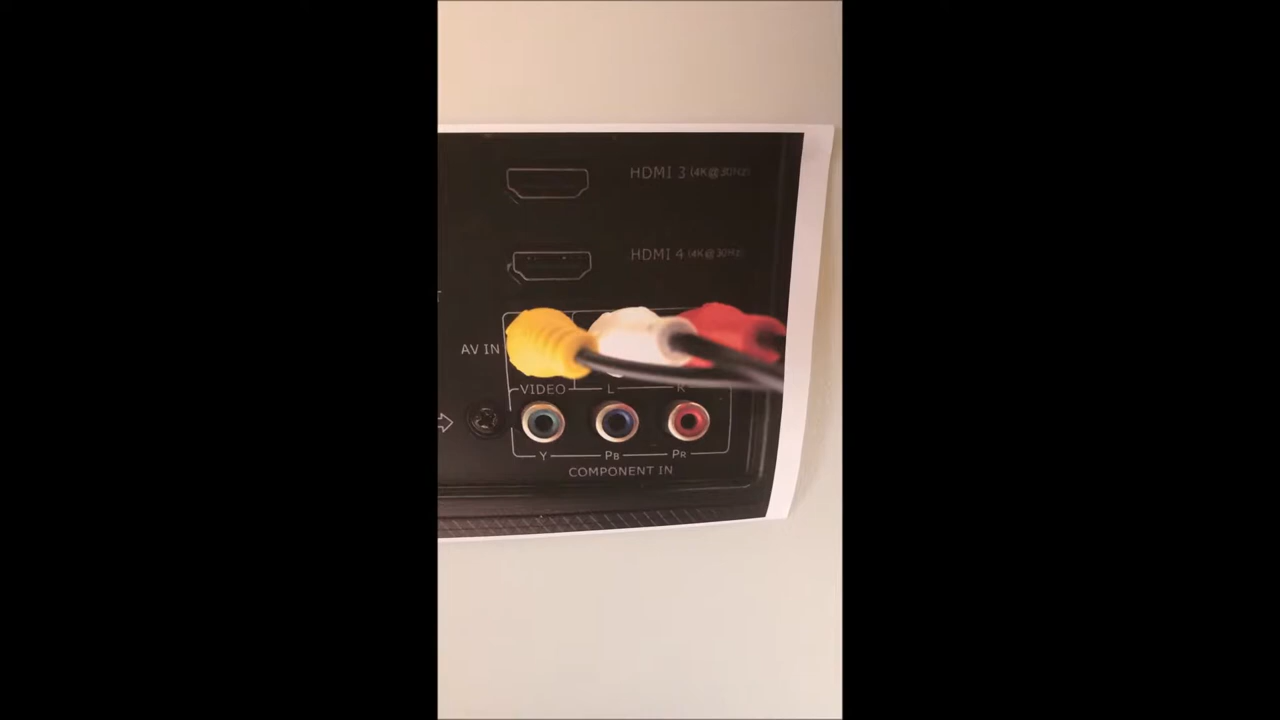 HDMI 3 (4K@30Hz)
HDMI 4 (4K@30Hz)
AV IN
VIDEO L R
Y PB PR
COMPONENT IN